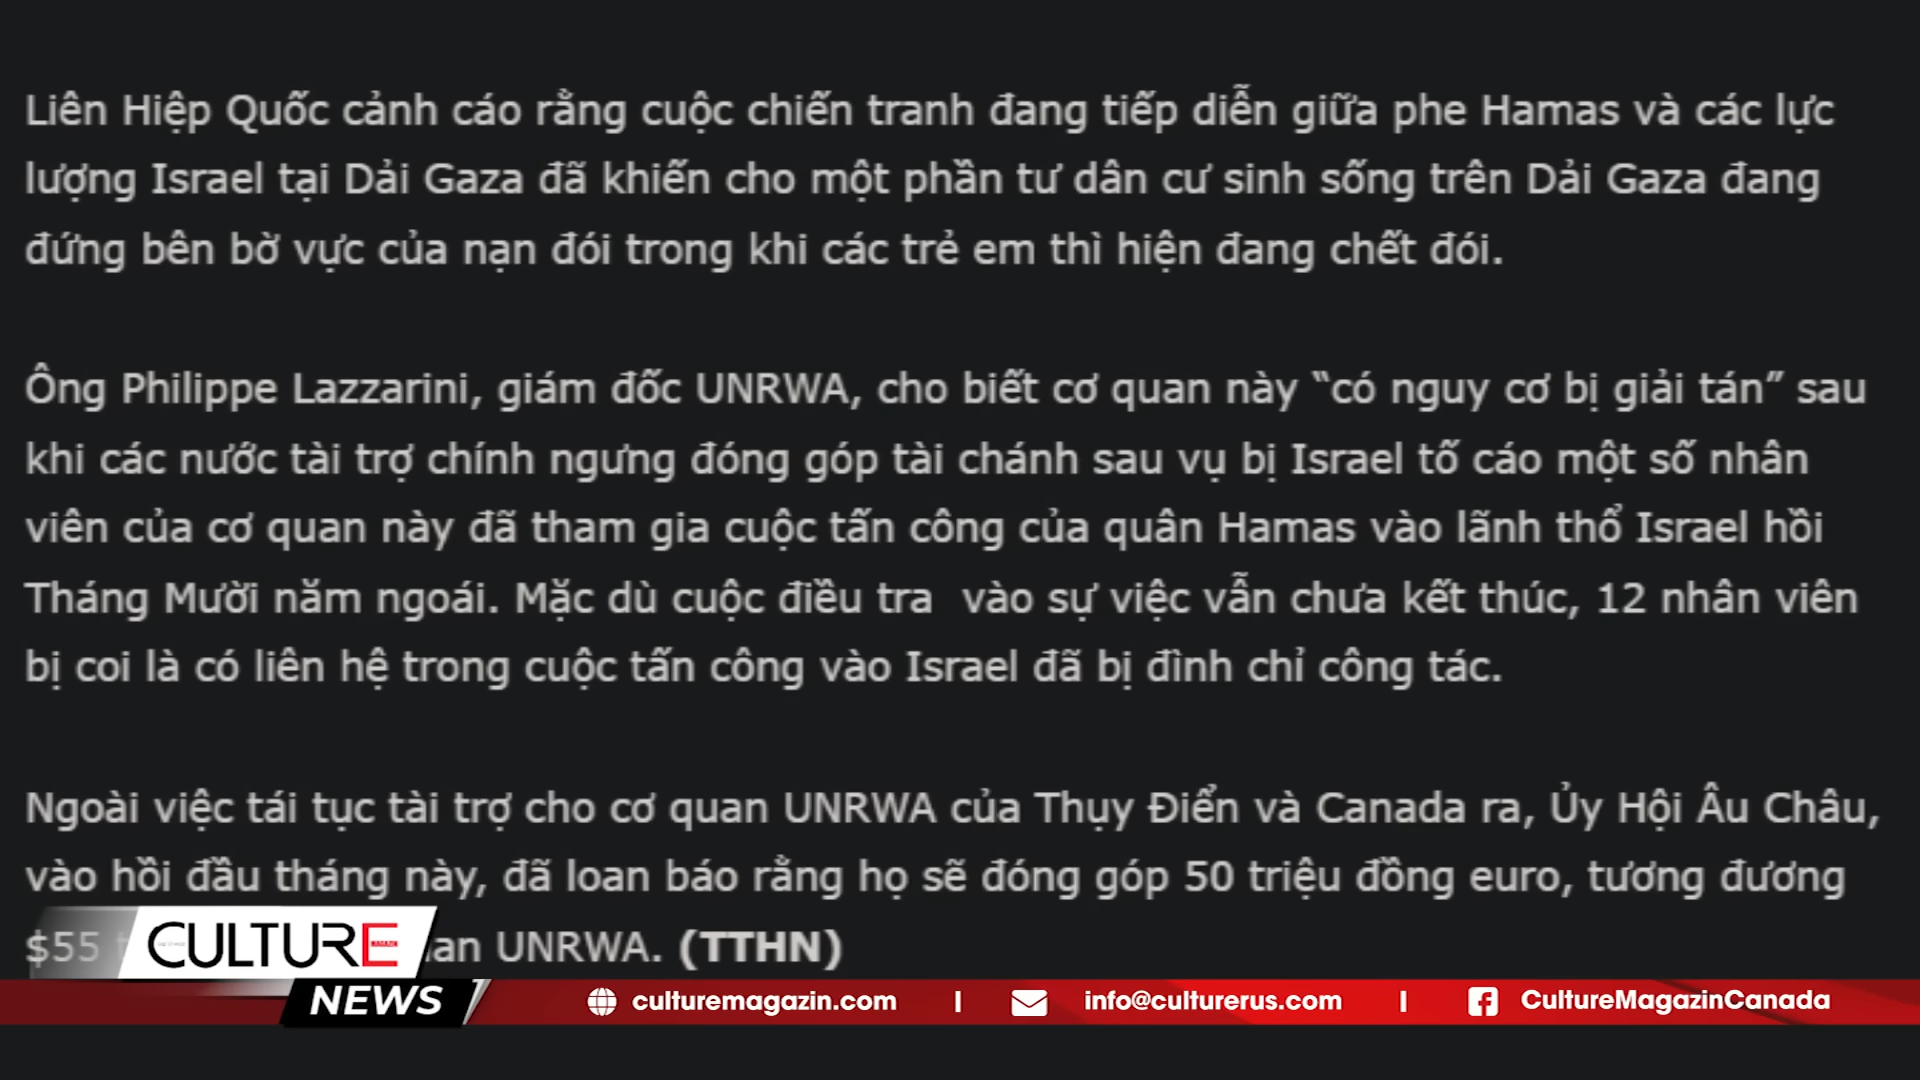 Liên Hiệp Quốc cảnh cáo rằng cuộc chiến tranh đang tiếp diễn giữa phe Hamas và các lực
lượng Israel tại Dải Gaza đã khiến cho một phần tư dân cư sinh sống trên Dải Gaza đang
đứng bên bờ vực của nạn đói trong khi các trẻ em thì hiện đang chết đói.
Ông Philippe Lazzarini, giám đốc UNRWA, cho biết cơ quan này “có nguy cơ bị giải tán” sau
khi các nước tài trợ chính ngưng đóng góp tài chánh sau vụ bị Israel tố cáo một số nhân
viên của cơ quan này đã tham gia cuộc tấn công của quân Hamas vào lãnh thổ Israel hồi
Tháng Mười năm ngoái. Mặc dù cuộc điều tra  vào sự việc vẫn chưa kết thúc, 12 nhân viên
bị coi là có liên hệ trong cuộc tấn công vào Israel đã bị đình chỉ công tác.
Ngoài việc tái tục tài trợ cho cơ quan UNRWA của Thụy Điển và Canada ra, Ủy Hội Âu Châu,
vào hồi đầu tháng này, đã loan báo rằng họ sẽ đóng góp 50 triệu đồng euro, tương đương
$55 UNRWA. (TTHN)
CULTURE MAGAZIN
NEWS
culturemagazin.com | info@culturerus.com | CultureMagazinCanada